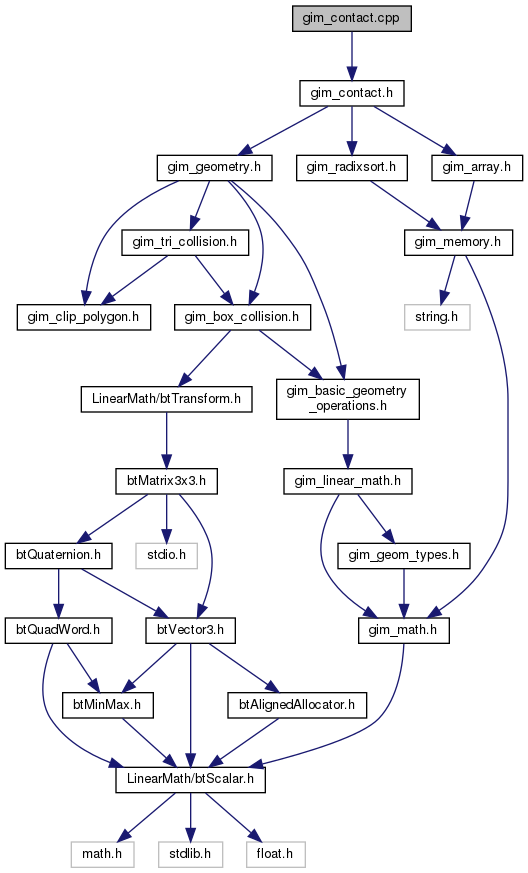 gim_contact.cpp
gim_contact.h
gim_geometry.h
gim_radixsort.h
gim_array.h
gim_tri_collision.h
gim_memory.h
gim_clip_polygon.h
gim_box_collision.h
string.h
LinearMath/btTransform.h
gim_basic_geometry
_operations.h
btMatrix3x3.h
gim_linear_math.h
btQuaternion.h
stdio.h
gim_geom_types.h
btQuadWord.h
btVector3.h
gim_math.h
btMinMax.h
btAlignedAllocator.h
LinearMath/btScalar.h
math.h
stdlib.h
float.h